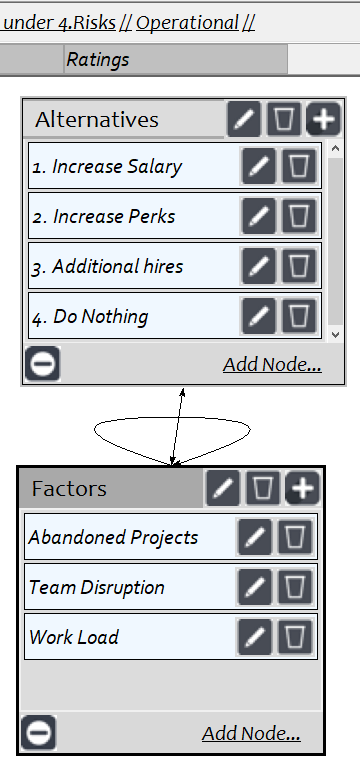 under 4.Risks // Operational //
Ratings
Alternatives
1. Increase Salary
2. Increase Perks
3. Additional hires
4. Do Nothing
Add Node...
Factors
Abandoned Projects
Team Disruption
Work Load
Add Node...